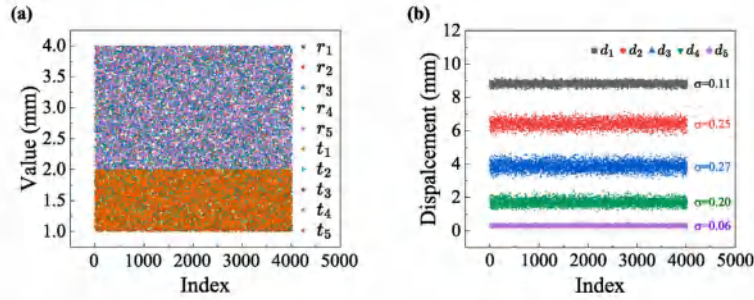 (a)
4.0
3.5
3.0
2.5
2.0
1.5
1.0
Value (mm)
0 1000 2000 3000 4000 5000
Index
r1
r2
r3
r4
r5
t1
t2
t3
t4
t5
(b)
12
10
8
6
4
2
0
Dispalcement (mm)
d1 d2 d3 d4 d5
σ=0.11
σ=0.25
σ=0.27
σ=0.20
σ=0.06
0 1000 2000 3000 4000 5000
Index